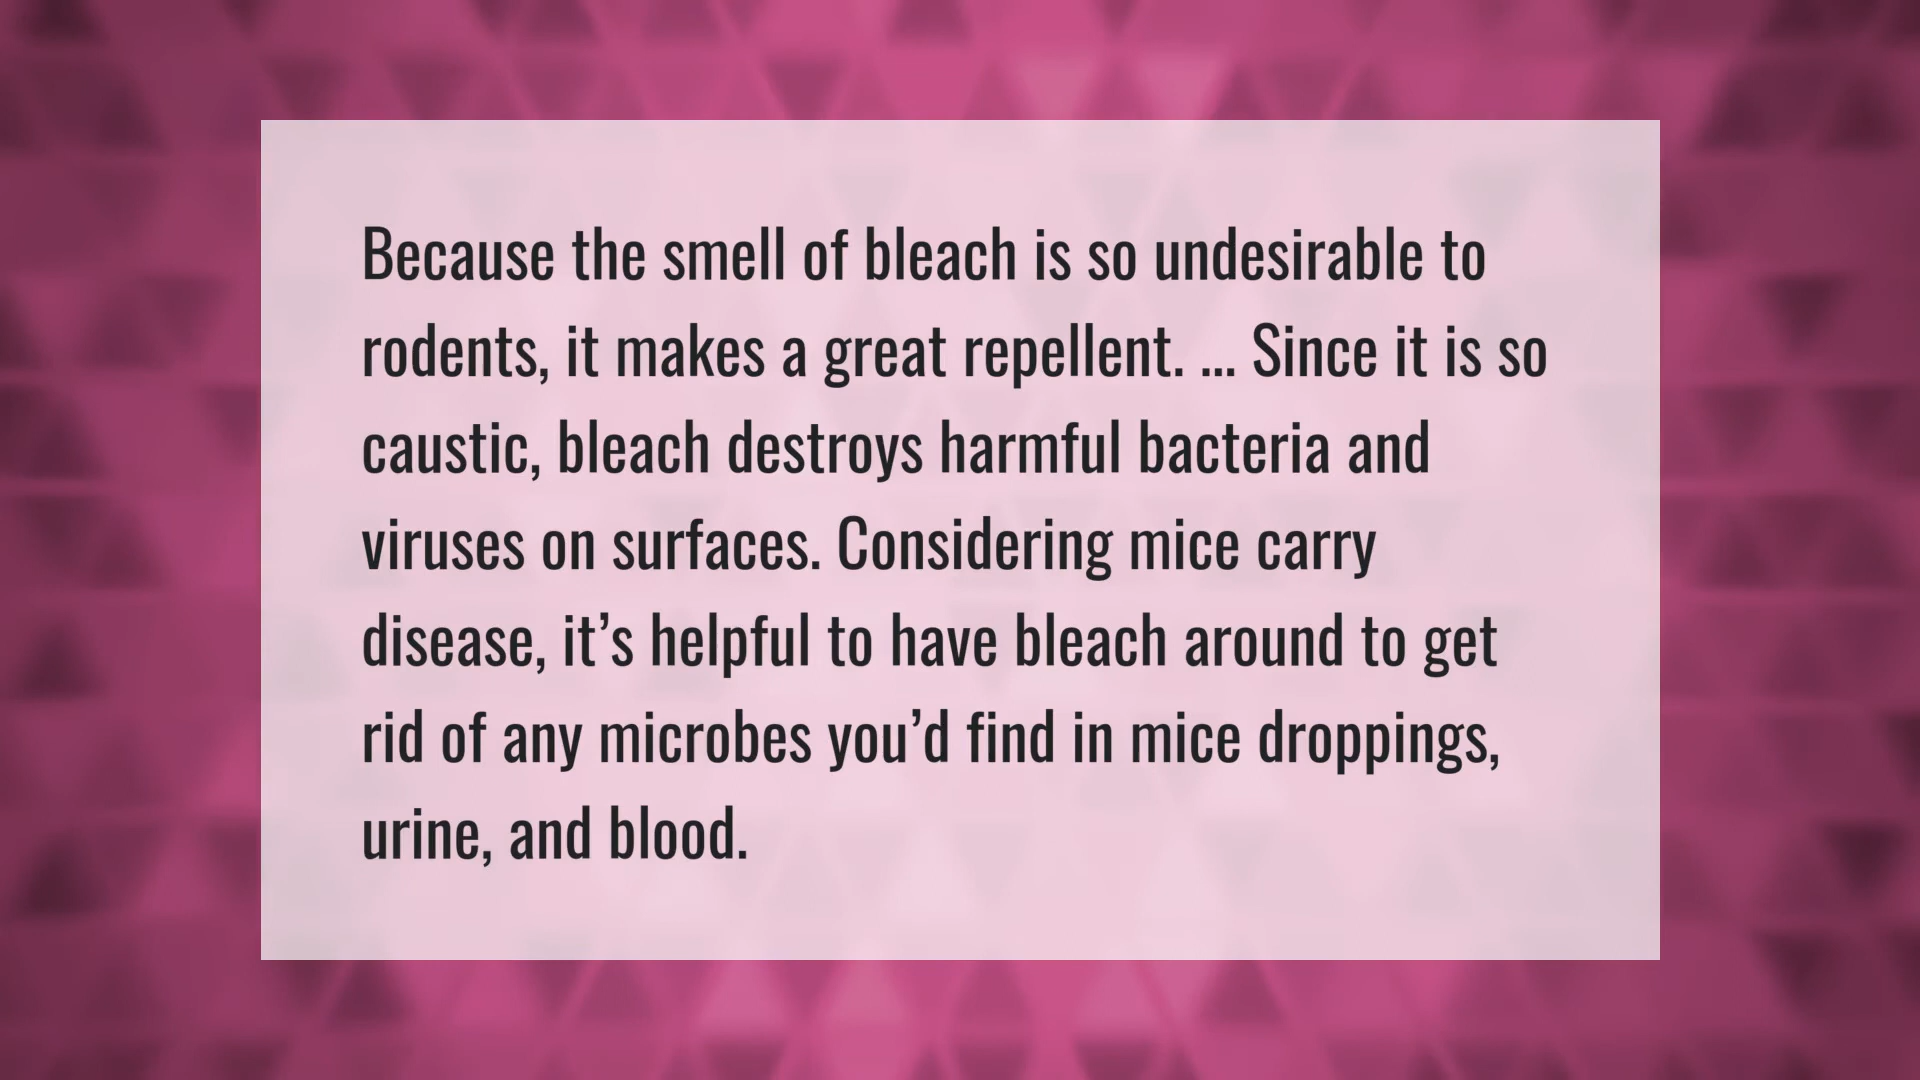 Because the smell of bleach is so undesirable to
rodents, it makes a great repellent. ... Since it is so
caustic, bleach destroys harmful bacteria and
viruses on surfaces. Considering mice carry
disease, it’s helpful to have bleach around to get
rid of any microbes you’d find in mice droppings,
urine, and blood.